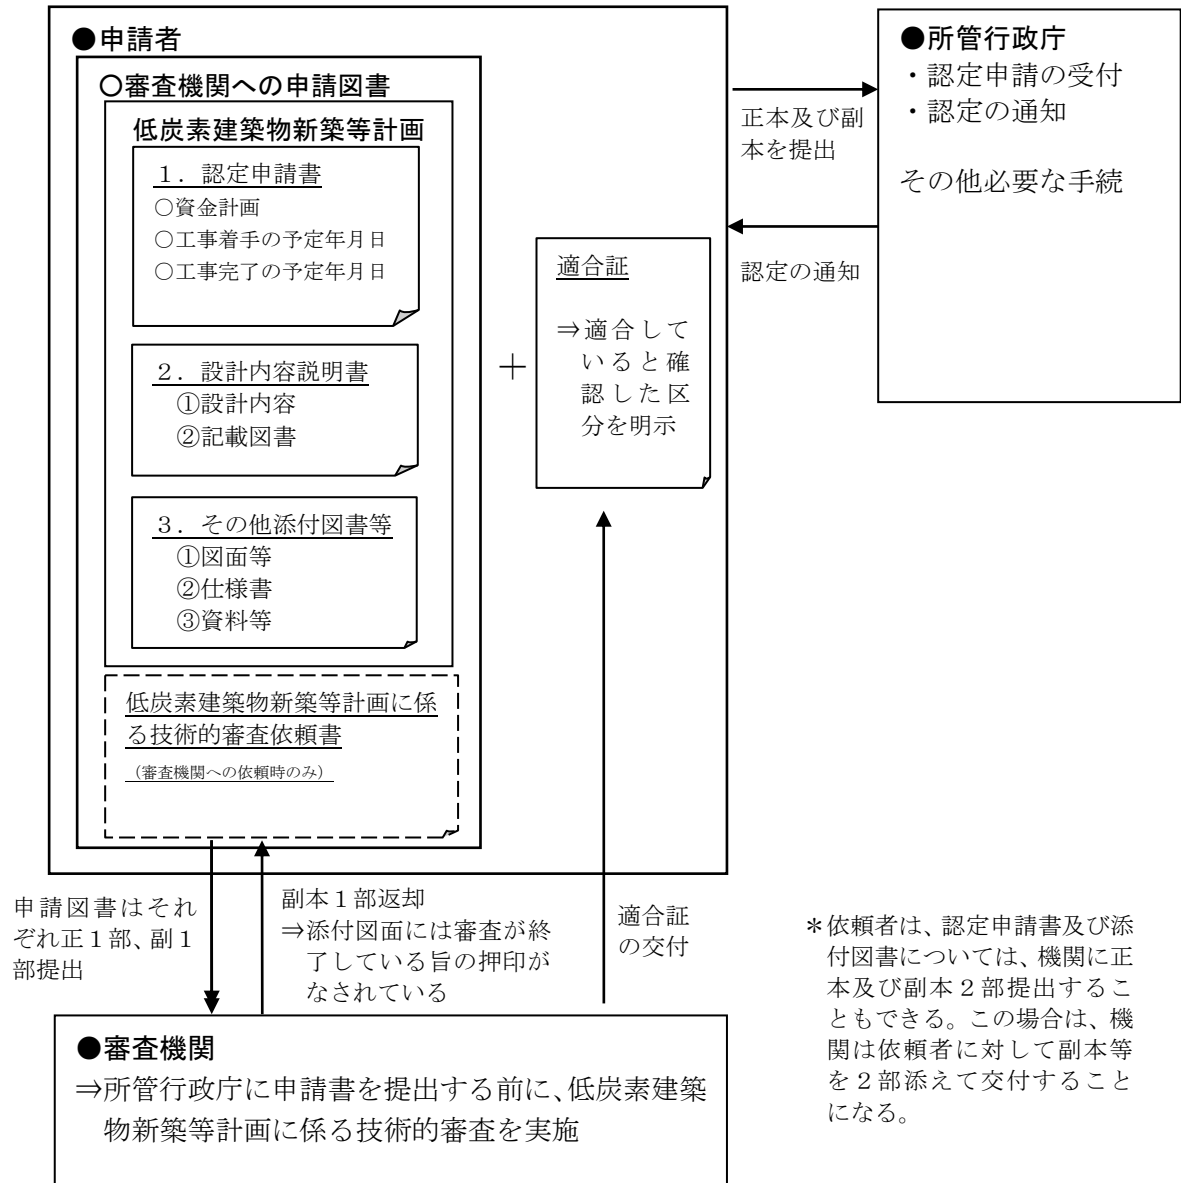 ●申請者
〇審査機関への申請図書
低炭素建築物新築等計画
１．認定申請書
○資金計画
○工事着手の予定年月日
○工事完了の予定年月日
２．設計内容説明書
①設計内容
②記載図書
３．その他添付図書等
①図面等
②仕様書
③資料等
低炭素建築物新築等計画に係
る技術的審査依頼書
（審査機関への依頼時のみ）
＋
適合証
⇒適合して
いると確
認した区
分を明示
正本及び副
本を提出
認定の通知
●所管行政庁
・認定申請の受付
・認定の通知
その他必要な手続
申請図書はそれ
ぞれ正１部、副１
部提出
副本１部返却
⇒添付図面には審査が終
了している旨の押印が
なされている
適合証
の交付
●審査機関
⇒所管行政庁に申請書を提出する前に、低炭素建築
物新築等計画に係る技術的審査を実施
＊依頼者は、認定申請書及び添
付図書については、機関に正
本及び副本２部提出するこ
ともできる。この場合は、機
関は依頼者に対して副本等
を２部添えて交付すること
になる。